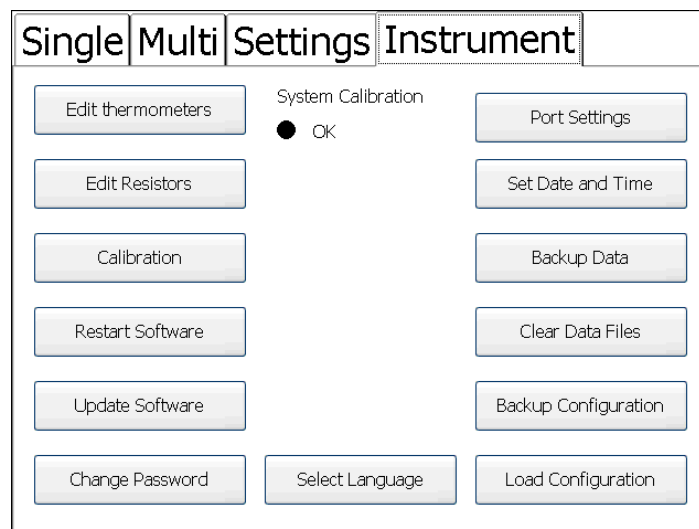 Single Multi Settings Instrument
Edit thermometers
System Calibration
OK
Port Settings
Edit Resistors
Set Date and Time
Calibration
Backup Data
Restart Software
Clear Data Files
Update Software
Backup Configuration
Change Password
Select Language
Load Configuration